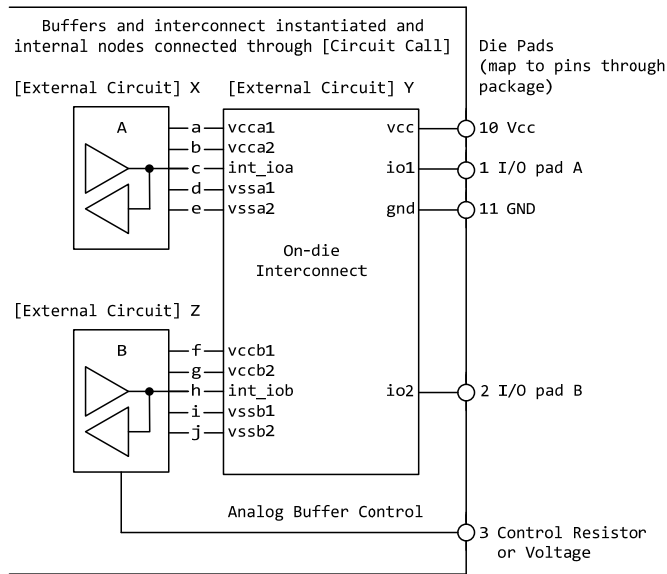 Buffers and interconnect instantiated and
internal nodes connected through [Circuit Call]
Die Pads
(map to pins through
package)
[External Circuit] X
[External Circuit] Y
A
a
b
c
d
e
vcca1
vcca2
int_ioa
vssa1
vssa2
vcc
io1
gnd
10 Vcc
1 I/O pad A
11 GND
On-die
Interconnect
[External Circuit] Z
B
f
g
h
i
j
vccb1
vccb2
int_iob
vssb1
vssb2
io2
2 I/O pad B
Analog Buffer Control
3 Control Resistor
or Voltage